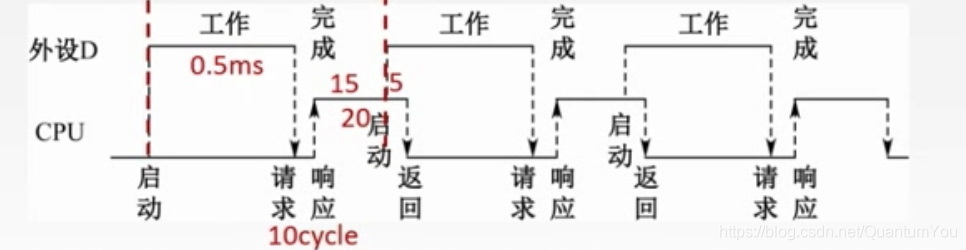 工作 完成 工作 完成 工作 完成
外设D
0.5ms
15 5
20 启动 启动
CPU
启动 请求 响应 返回 请求 响应 返回 请求 响应
10cycle
https://blog.csdn.net/QuantumYou